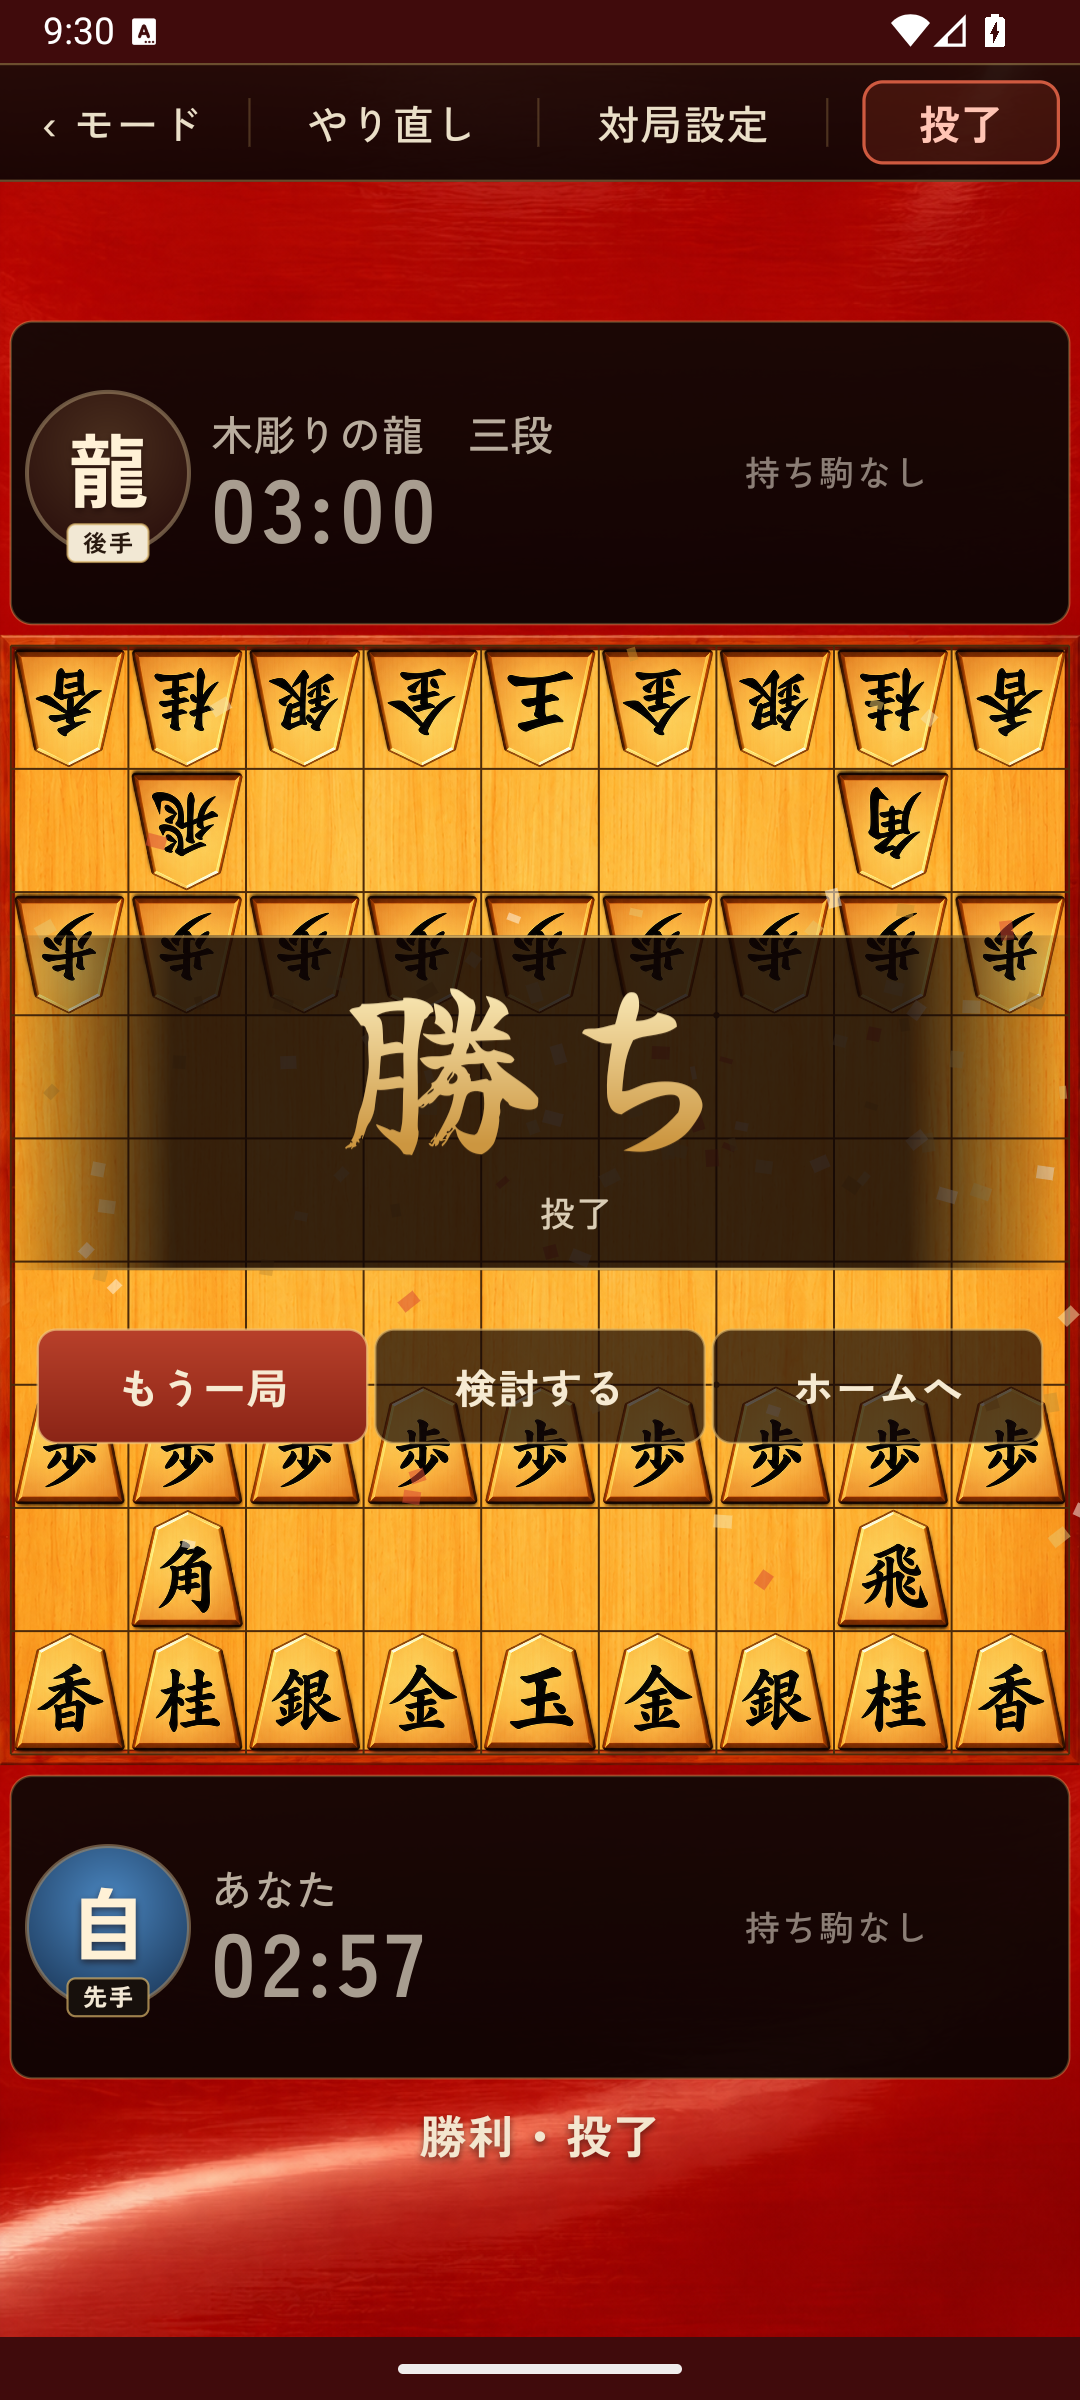 9:30
‹ モード
やり直し
対局設定
投了
龍
後手
木彫りの龍 三段
03:00
持ち駒なし
香 桂 銀 金 王 金 銀 桂 香
飛 角
歩 歩 歩 歩 歩 歩 歩 歩 歩
勝ち
投了
もう一局
検討する
ホームへ
歩 歩 歩 歩 歩 歩 歩 歩 歩
角 飛
香 桂 銀 金 玉 金 銀 桂 香
自
先手
あなた
02:57
持ち駒なし
勝利・投了